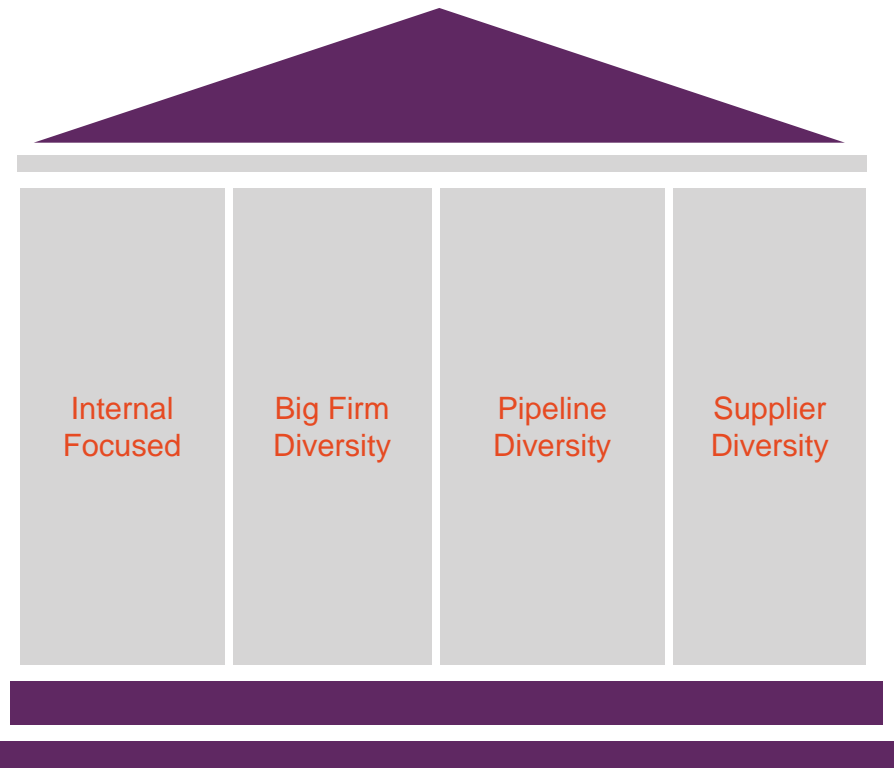 Internal
Focused
Big Firm
Diversity
Pipeline
Diversity
Supplier
Diversity